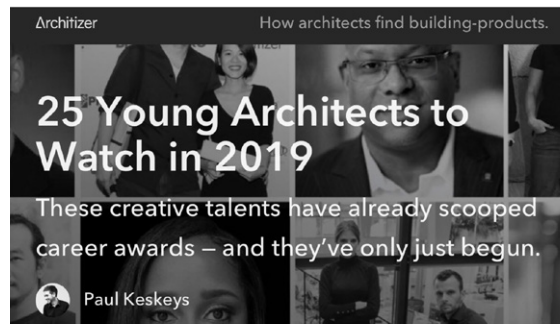 Architizer
How architects find building-products.
25 Young Architects to
Watch in 2019
These creative talents have already scooped
career awards – and they've only just begun.
Paul Keskeys